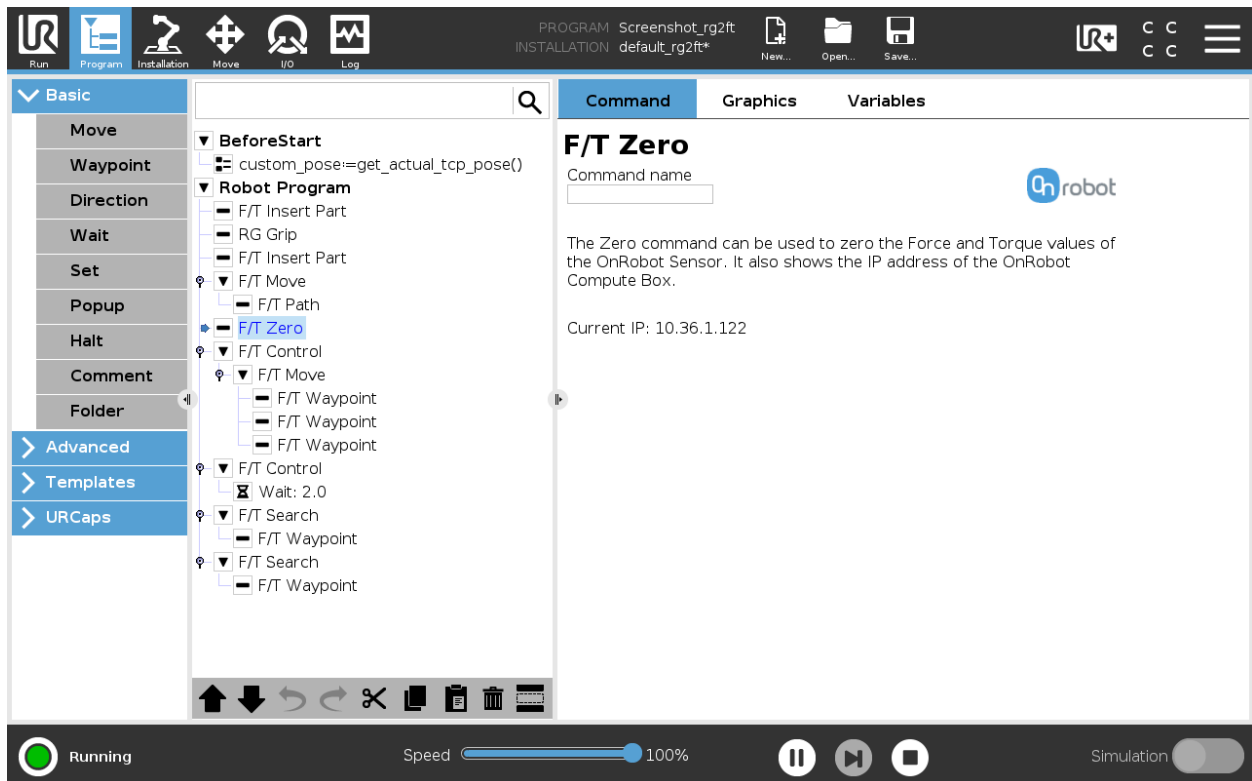 PROGRAM Screenshot_rg2ft
INSTALLATION default_rg2ft*
Run
Program
Installation
Move
I/O
Log
New...
Open...
Save...
UR+
C C
C C
Basic
Move
Waypoint
Direction
Wait
Set
Popup
Halt
Comment
Folder
Advanced
Templates
URCaps
BeforeStart
custom_pose:=get_actual_tcp_pose()
Robot Program
F/T Insert Part
RG Grip
F/T Insert Part
F/T Move
F/T Path
F/T Zero
F/T Control
F/T Move
F/T Waypoint
F/T Waypoint
F/T Waypoint
F/T Control
Wait: 2.0
F/T Search
F/T Waypoint
F/T Search
F/T Waypoint
Command Graphics Variables
F/T Zero
Command name
On robot
The Zero command can be used to zero the Force and Torque values of
the OnRobot Sensor. It also shows the IP address of the OnRobot
Compute Box.
Current IP: 10.36.1.122
Running
Speed 100%
Simulation